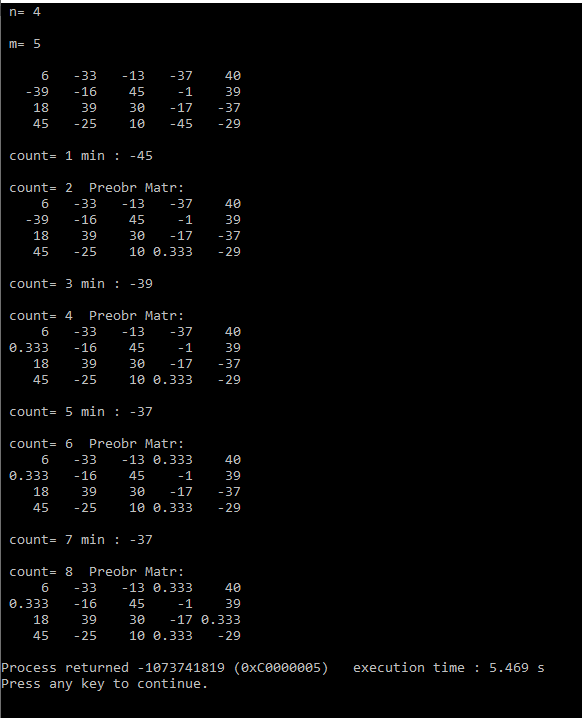 n= 4
m= 5
6 -33 -13 -37 40
-39 -16 45 -1 39
18 39 30 -17 -37
45 -25 10 -45 -29
count= 1 min : -45
count= 2  Preobr Matr:
6 -33 -13 -37 40
-39 -16 45 -1 39
18 39 30 -17 -37
45 -25 10 0.333 -29
count= 3 min : -39
count= 4  Preobr Matr:
6 -33 -13 -37 40
0.333 -16 45 -1 39
18 39 30 -17 -37
45 -25 10 0.333 -29
count= 5 min : -37
count= 6  Preobr Matr:
6 -33 -13 0.333 40
0.333 -16 45 -1 39
18 39 30 -17 -37
45 -25 10 0.333 -29
count= 7 min : -37
count= 8  Preobr Matr:
6 -33 -13 0.333 40
0.333 -16 45 -1 39
18 39 30 -17 0.333
45 -25 10 0.333 -29
Process returned -1073741819 (0xC0000005)   execution time : 5.469 s
Press any key to continue.